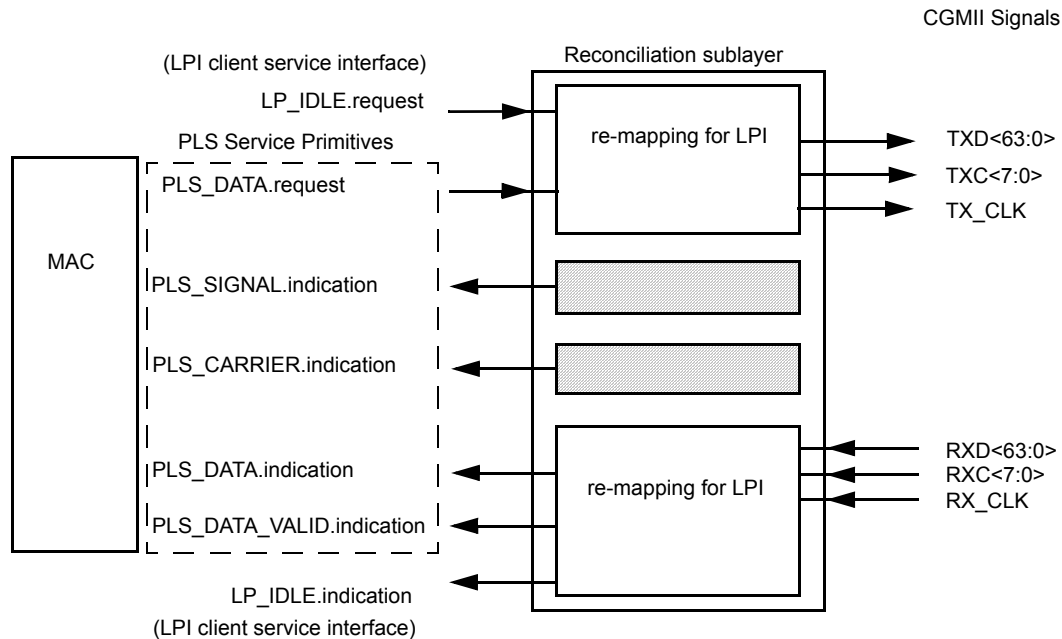 CGMII Signals
Reconciliation sublayer
(LPI client service interface)
LP_IDLE.request
PLS Service Primitives
PLS_DATA.request
re-mapping for LPI
TXD<63:0>
TXC<7:0>
TX_CLK
MAC
PLS_SIGNAL.indication
PLS_CARRIER.indication
PLS_DATA.indication
PLS_DATA_VALID.indication
re-mapping for LPI
RXD<63:0>
RXC<7:0>
RX_CLK
LP_IDLE.indication
(LPI client service interface)